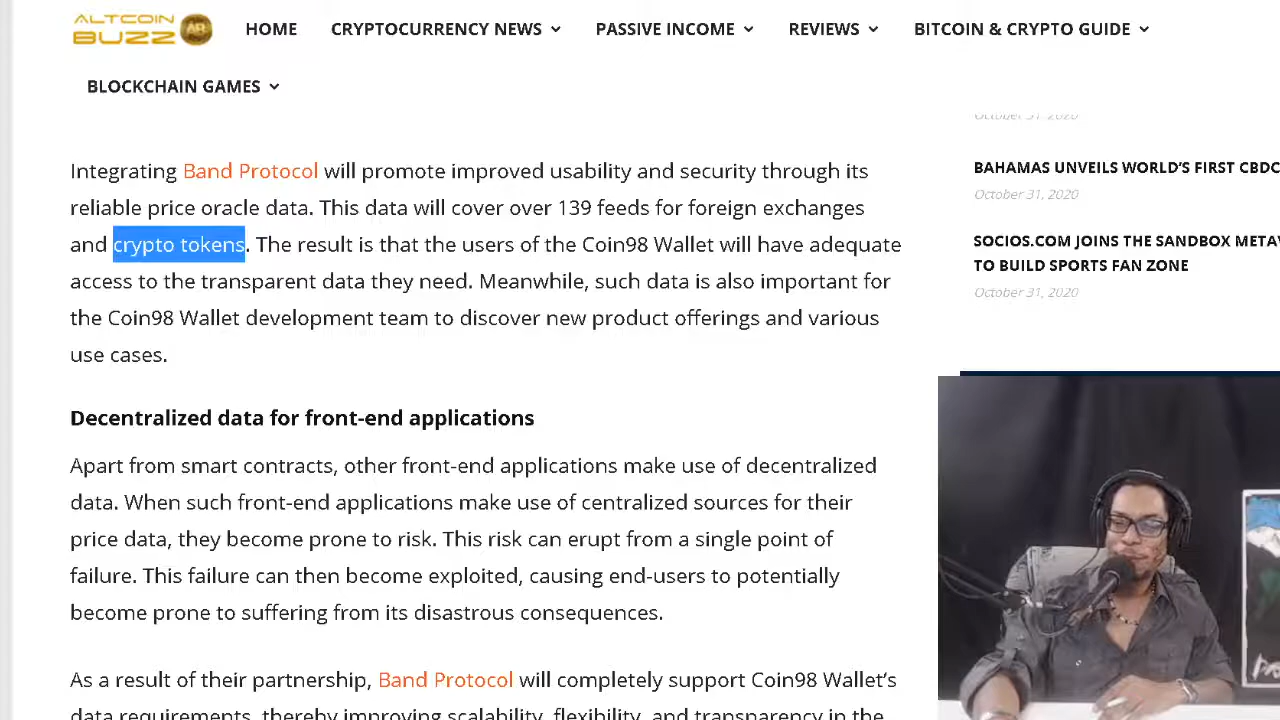 ALTCOIN
BUZZ AB
HOME CRYPTOCURRENCY NEWS PASSIVE INCOME REVIEWS BITCOIN & CRYPTO GUIDE
BLOCKCHAIN GAMES
Integrating Band Protocol will promote improved usability and security through its
reliable price oracle data. This data will cover over 139 feeds for foreign exchanges
and crypto tokens. The result is that the users of the Coin98 Wallet will have adequate
access to the transparent data they need. Meanwhile, such data is also important for
the Coin98 Wallet development team to discover new product offerings and various
use cases.
Decentralized data for front-end applications
Apart from smart contracts, other front-end applications make use of decentralized
data. When such front-end applications make use of centralized sources for their
price data, they become prone to risk. This risk can erupt from a single point of
failure. This failure can then become exploited, causing end-users to potentially
become prone to suffering from its disastrous consequences.
As a result of their partnership, Band Protocol will completely support Coin98 Wallet’s
data requirements, thereby improving scalability, flexibility, and transparency in the
October 31, 2020
BAHAMAS UNVEILS WORLD’S FIRST CBDC
October 31, 2020
SOCIOS.COM JOINS THE SANDBOX META
TO BUILD SPORTS FAN ZONE
October 31, 2020